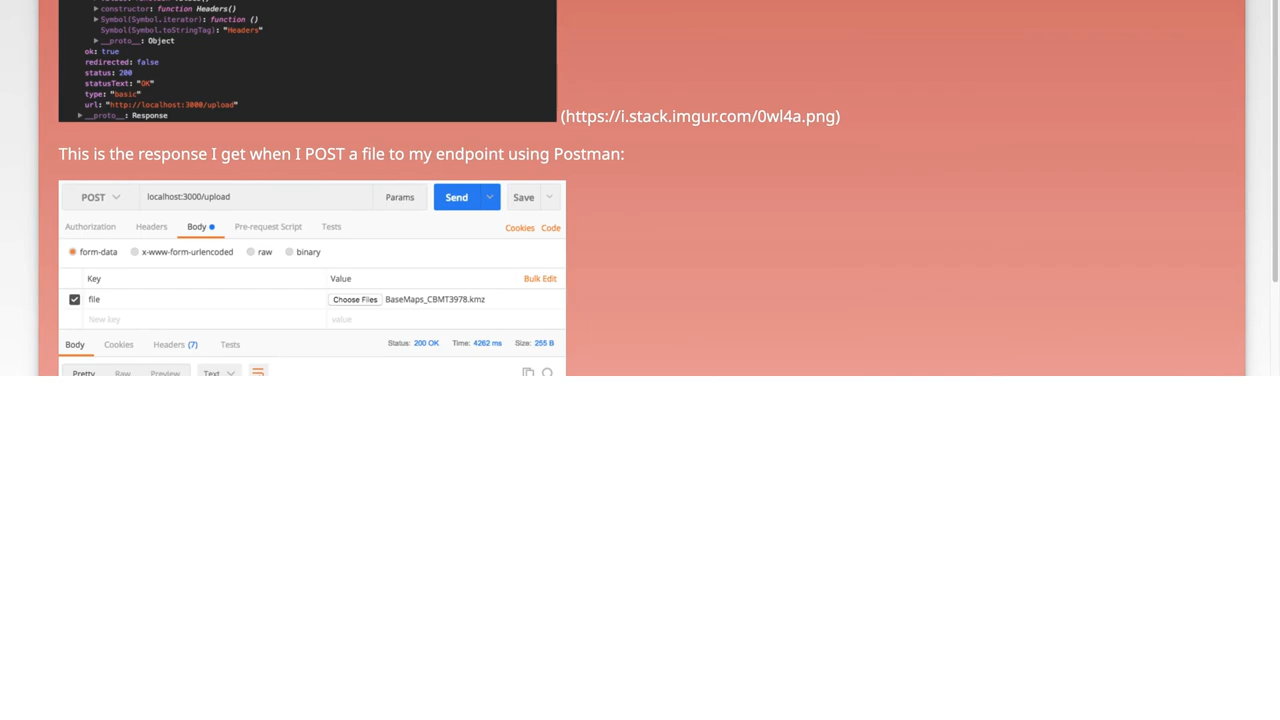 constructor: function Headers()
Symbol(Symbol.iterator): function ()
Symbol(Symbol.toStringTag): "Headers"
__proto__: Object
ok: true
redirected: false
status: 200
statusText: "OK"
type: "basic"
url: "http://localhost:3000/upload"
__proto__: Response
(https://i.stack.imgur.com/0wl4a.png)
This is the response I get when I POST a file to my endpoint using Postman:
POST localhost:3000/upload Params Send Save
Authorization Headers Body Pre-request Script Tests Cookies Code
form-data x-www-form-urlencoded raw binary
Key Value Bulk Edit
file Choose Files BaseMaps_CBMT3978.kmz
New key value
Body Cookies Headers (7) Tests Status: 200 OK Time: 4262 ms Size: 255 B
Pretty Raw Preview Text